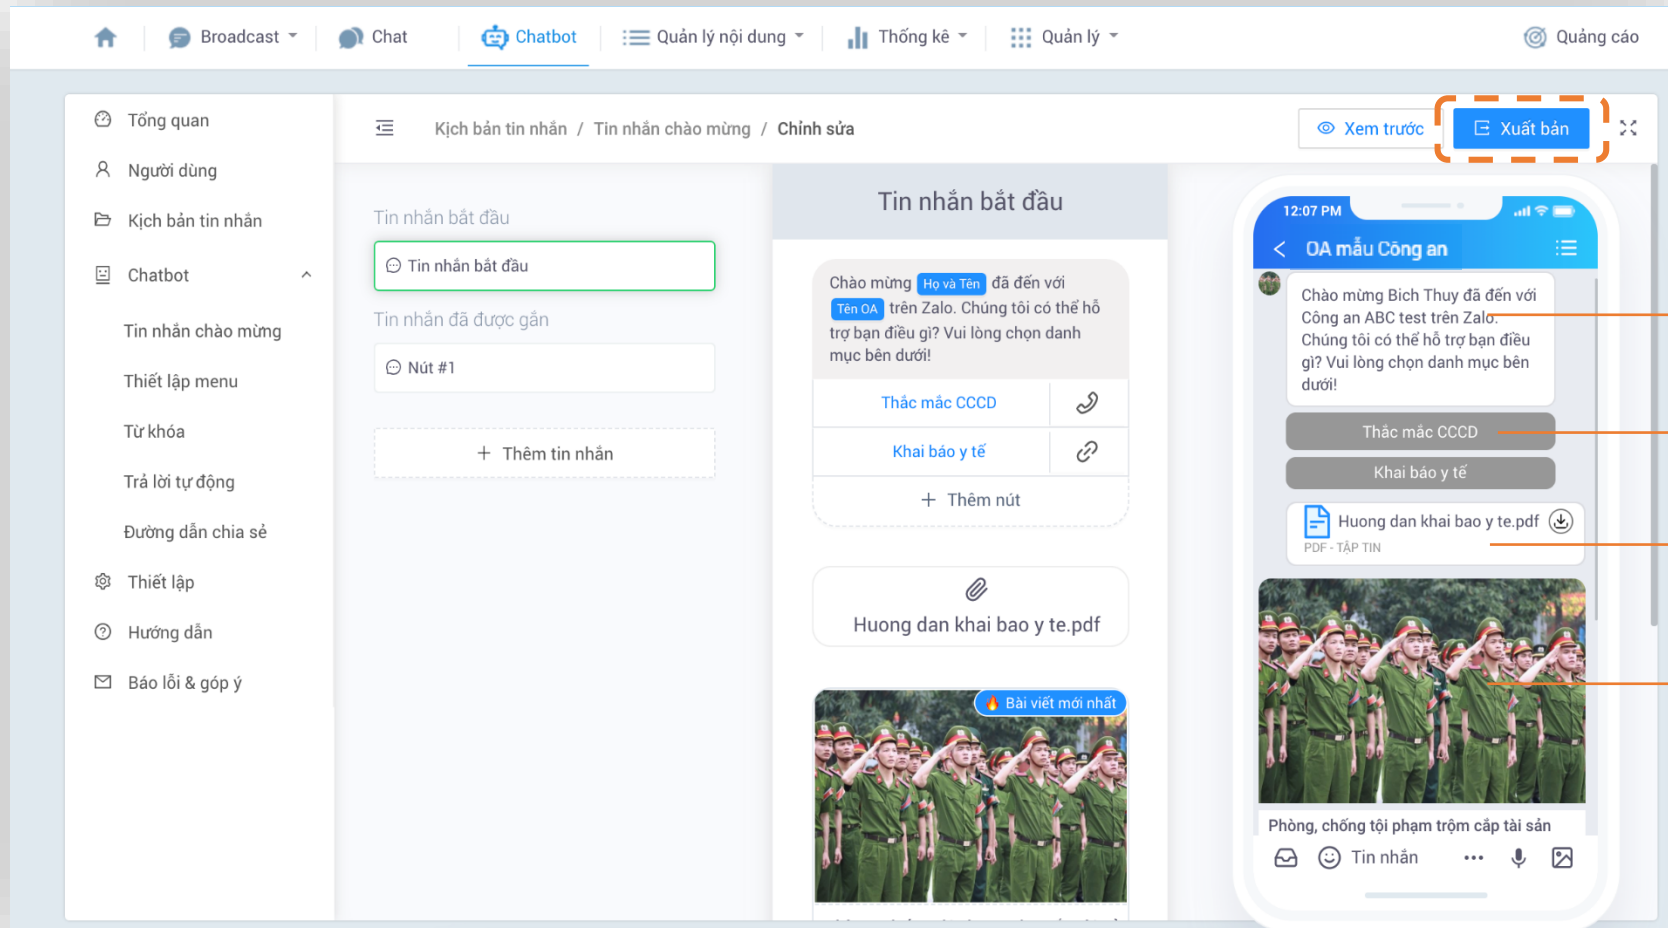 Broadcast
Chat
Chatbot
Quản lý nội dung
Thống kê
Quản lý
Quảng cáo
Tổng quan
Người dùng
Kịch bản tin nhắn
Chatbot
Tin nhắn chào mừng
Thiết lập menu
Từ khóa
Trả lời tự động
Đường dẫn chia sẻ
Thiết lập
Hướng dẫn
Báo lỗi & góp ý
Kịch bản tin nhắn / Tin nhắn chào mừng / Chỉnh sửa
Xem trước
Xuất bản
Tin nhắn bắt đầu
Tin nhắn bắt đầu
Tin nhắn đã được gắn
Nút #1
+ Thêm tin nhắn
Tin nhắn bắt đầu
Chào mừng Họ và Tên đã đến với
Tên OA trên Zalo. Chúng tôi có thể hỗ
trợ bạn điều gì? Vui lòng chọn danh
mục bên dưới!
Thắc mắc CCCD
Khai báo y tế
+ Thêm nút
Huong dan khai bao y te.pdf
Bài viết mới nhất
12:07 PM
OA mẫu Công an
Chào mừng Bich Thuy đã đến với
Công an ABC test trên Zalo.
Chúng tôi có thể hỗ trợ bạn điều
gì? Vui lòng chọn danh mục bên
dưới!
Thắc mắc CCCD
Khai báo y tế
Huong dan khai bao y te.pdf
PDF - TẬP TIN
Phòng, chống tội phạm trộm cắp tài sản
Tin nhắn